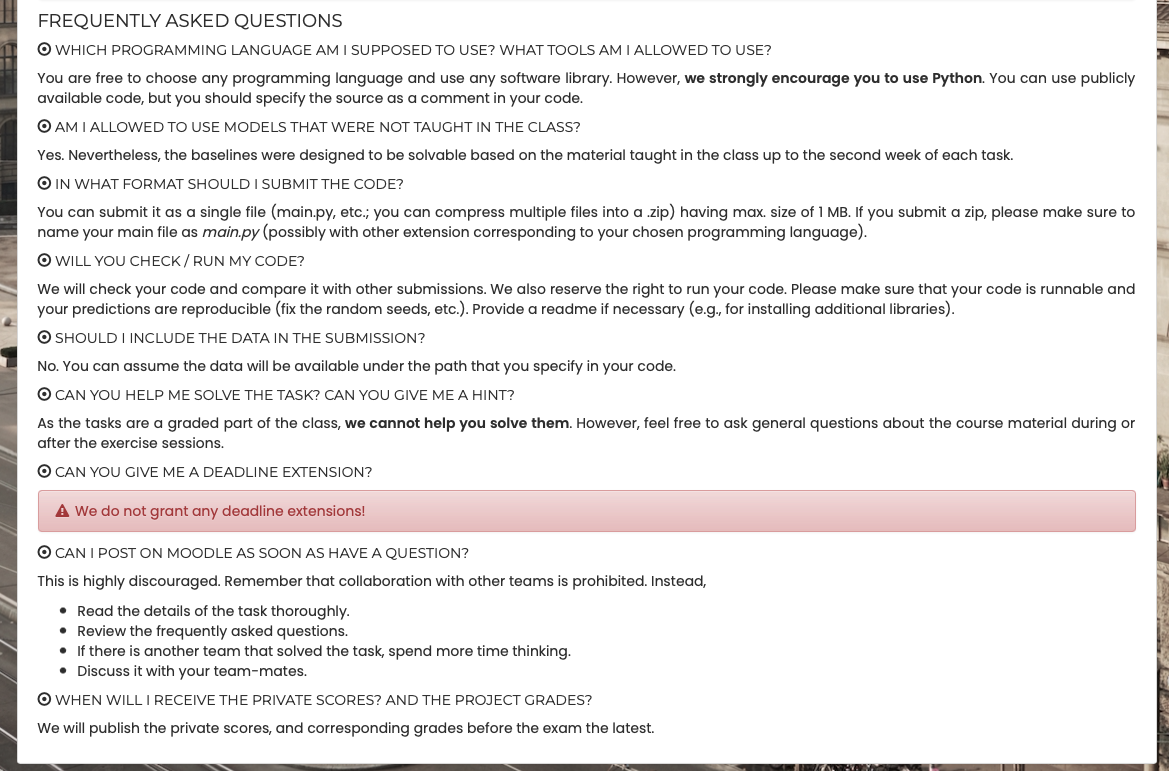 FREQUENTLY ASKED QUESTIONS
WHICH PROGRAMMING LANGUAGE AM I SUPPOSED TO USE? WHAT TOOLS AM I ALLOWED TO USE?
You are free to choose any programming language and use any software library. However, we strongly encourage you to use Python. You can use publicly
available code, but you should specify the source as a comment in your code.
AM I ALLOWED TO USE MODELS THAT WERE NOT TAUGHT IN THE CLASS?
Yes. Nevertheless, the baselines were designed to be solvable based on the material taught in the class up to the second week of each task.
IN WHAT FORMAT SHOULD I SUBMIT THE CODE?
You can submit it as a single file (main.py, etc.; you can compress multiple files into a .zip) having max. size of 1 MB. If you submit a zip, please make sure to
name your main file as main.py (possibly with other extension corresponding to your chosen programming language).
WILL YOU CHECK / RUN MY CODE?
We will check your code and compare it with other submissions. We also reserve the right to run your code. Please make sure that your code is runnable and
your predictions are reproducible (fix the random seeds, etc.). Provide a readme if necessary (e.g., for installing additional libraries).
SHOULD I INCLUDE THE DATA IN THE SUBMISSION?
No. You can assume the data will be available under the path that you specify in your code.
CAN YOU HELP ME SOLVE THE TASK? CAN YOU GIVE ME A HINT?
As the tasks are a graded part of the class, we cannot help you solve them. However, feel free to ask general questions about the course material during or
after the exercise sessions.
CAN YOU GIVE ME A DEADLINE EXTENSION?
We do not grant any deadline extensions!
CAN I POST ON MOODLE AS SOON AS HAVE A QUESTION?
This is highly discouraged. Remember that collaboration with other teams is prohibited. Instead,
• Read the details of the task thoroughly.
• Review the frequently asked questions.
• If there is another team that solved the task, spend more time thinking.
• Discuss it with your team-mates.
WHEN WILL I RECEIVE THE PRIVATE SCORES? AND THE PROJECT GRADES?
We will publish the private scores, and corresponding grades before the exam the latest.